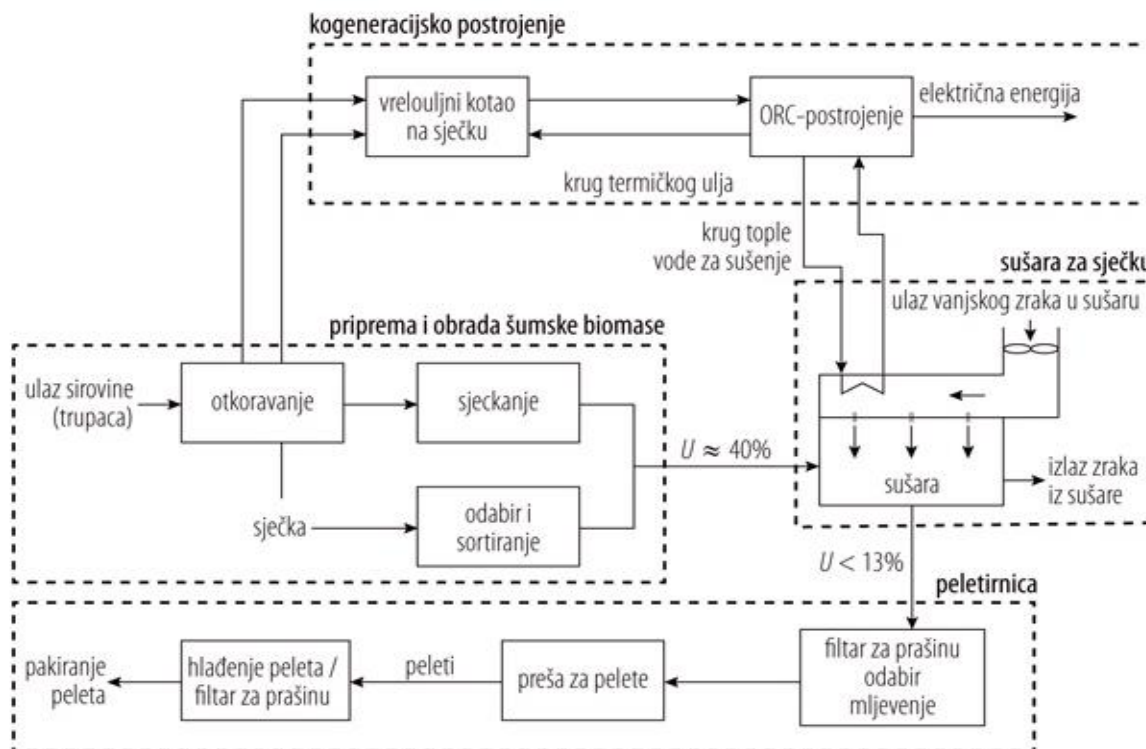 kogeneracijsko postrojenje
vrelouljni kotao
na sječku
ORC-postrojenje
električna energija
krug termičkog ulja
krug tople
vode za sušenje
sušara za sječku
ulaz vanjskog zraka u sušaru
priprema i obrada šumske biomase
ulaz sirovine
(trupaca)
otkoravanje
sjeckanje
U ≈ 40%
sječka
odabir i
sortiranje
sušara
izlaz zraka
iz sušare
U < 13%
peletirnica
pakiranje
peleta
hlađenje peleta /
filtar za prašinu
peleti
preša za pelete
filtar za prašinu
odabir
mljevenje